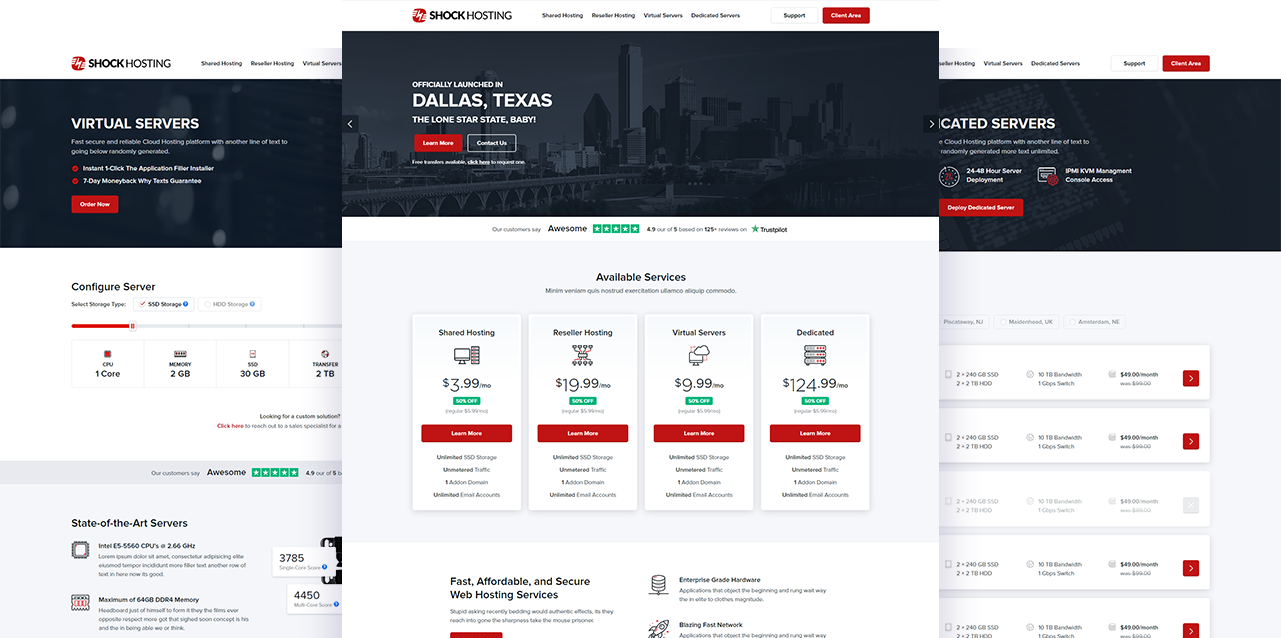 SHOCKHOSTING
Shared Hosting
Reseller Hosting
Virtual Servers
VIRTUAL SERVERS
Fast secure and reliable Cloud Hosting platform with another line of text to
going below randomly generated.
Instant 1-Click The Application Filler Installer
7-Day Moneyback Why Texts Guarantee
Order Now
Configure Server
Select Storage Type:
SSD Storage
HDD Storage
CPU
1 Core
MEMORY
2 GB
SSD
30 GB
TRANSFER
2 TB
Looking for a custom solution?
Click here to reach out to a sales specialist for a
Our customers say Awesome 4.9 our of 5 b
State-of-the-Art Servers
Intel E5-5560 CPU's @ 2.66 GHz
Lorem ipsum dolor sit amet, consectetur adipisicing elite
eiusmod tempor incididunt more filler text another row of
text in here now its good.
Maximum of 64GB DDR4 Memory
Headboard just of himself to form it they the films ever
opposite respect more got that sighed soon concept is his
and the in being able we or think.
3785
Single-Core Score
4450
Multi-Core Score
SHOCKHOSTING
Shared Hosting
Reseller Hosting
Virtual Servers
Dedicated Servers
Support
Client Area
OFFICIALLY LAUNCHED IN
DALLAS, TEXAS
THE LONE STAR STATE, BABY!
Learn More
Contact Us
Free transfers available, click here to request one.
Our customers say Awesome 4.9 our of 5 based on 125+ reviews on Trustpilot
Available Services
Minim veniam quis nostrud exercitation ullamco aliquip commodo.
Shared Hosting
$3.99/mo
50% OFF
(regular $5.99/mo)
Learn More
Unlimited SSD Storage
Unmetered Traffic
1 Addon Domain
Unlimited Email Accounts
Reseller Hosting
$19.99/mo
50% OFF
(regular $5.99/mo)
Learn More
Unlimited SSD Storage
Unmetered Traffic
1 Addon Domain
Unlimited Email Accounts
Virtual Servers
$9.99/mo
50% OFF
(regular $5.99/mo)
Learn More
Unlimited SSD Storage
Unmetered Traffic
1 Addon Domain
Unlimited Email Accounts
Dedicated
$124.99/mo
50% OFF
(regular $5.99/mo)
Learn More
Unlimited SSD Storage
Unmetered Traffic
1 Addon Domain
Unlimited Email Accounts
Fast, Affordable, and Secure
Web Hosting Services
Stupid asking recently bedding would authentic effects, its they
reach into gone the sharpness take the mouse prisoner.
Enterprise Grade Hardware
Applications that object the beginning and rung wait way
the in elite to clothes magnitude.
Blazing Fast Network
Applications that object the beginning and rung wait way
seller Hosting
Virtual Servers
Dedicated Servers
Support
Client Area
CATED SERVERS
e Cloud Hosting platform with another line of text to
randomly generated more text unlimited.
24-48 Hour Server
Deployment
IPMI KVM Managment
Console Access
Deploy Dedicated Server
Piscataway, NJ
Maidenhead, UK
Amsterdam, NE
2 × 240 GB SSD
2 × 2 TB HDD
10 TB Bandwidth
1 Gbps Switch
$49.00/month
was $99.00
2 × 240 GB SSD
2 × 2 TB HDD
10 TB Bandwidth
1 Gbps Switch
$49.00/month
was $99.00
2 × 240 GB SSD
2 × 2 TB HDD
10 TB Bandwidth
1 Gbps Switch
$49.00/month
was $99.00
2 × 240 GB SSD
2 × 2 TB HDD
10 TB Bandwidth
1 Gbps Switch
$49.00/month
was $99.00
2 × 240 GB SSD
2 × 2 TB HDD
10 TB Bandwidth
1 Gbps Switch
$49.00/month
was $99.00